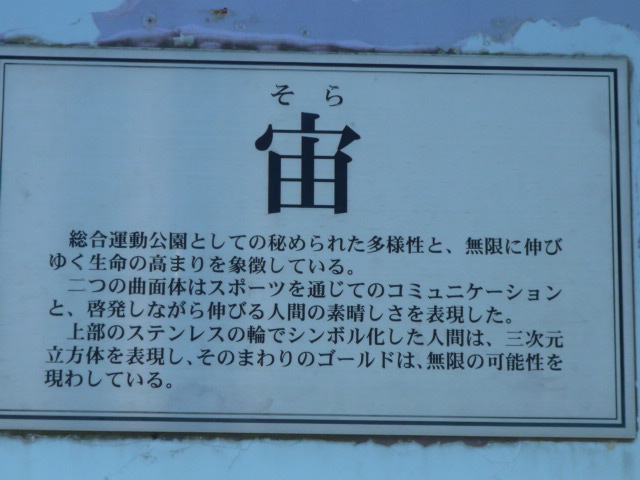 そら
宙
総合運動公園としての秘められた多様性と、無限に伸び
ゆく生命の高まりを象徴している。
二つの曲面体はスポーツを通じてのコミュニケーション
と、啓発しながら伸びる人間の素晴しさを表現した。
上部のステンレスの輪でシンボル化した人間は、三次元
立方体を表現し、そのまわりのゴールドは、無限の可能性を
現わしている。